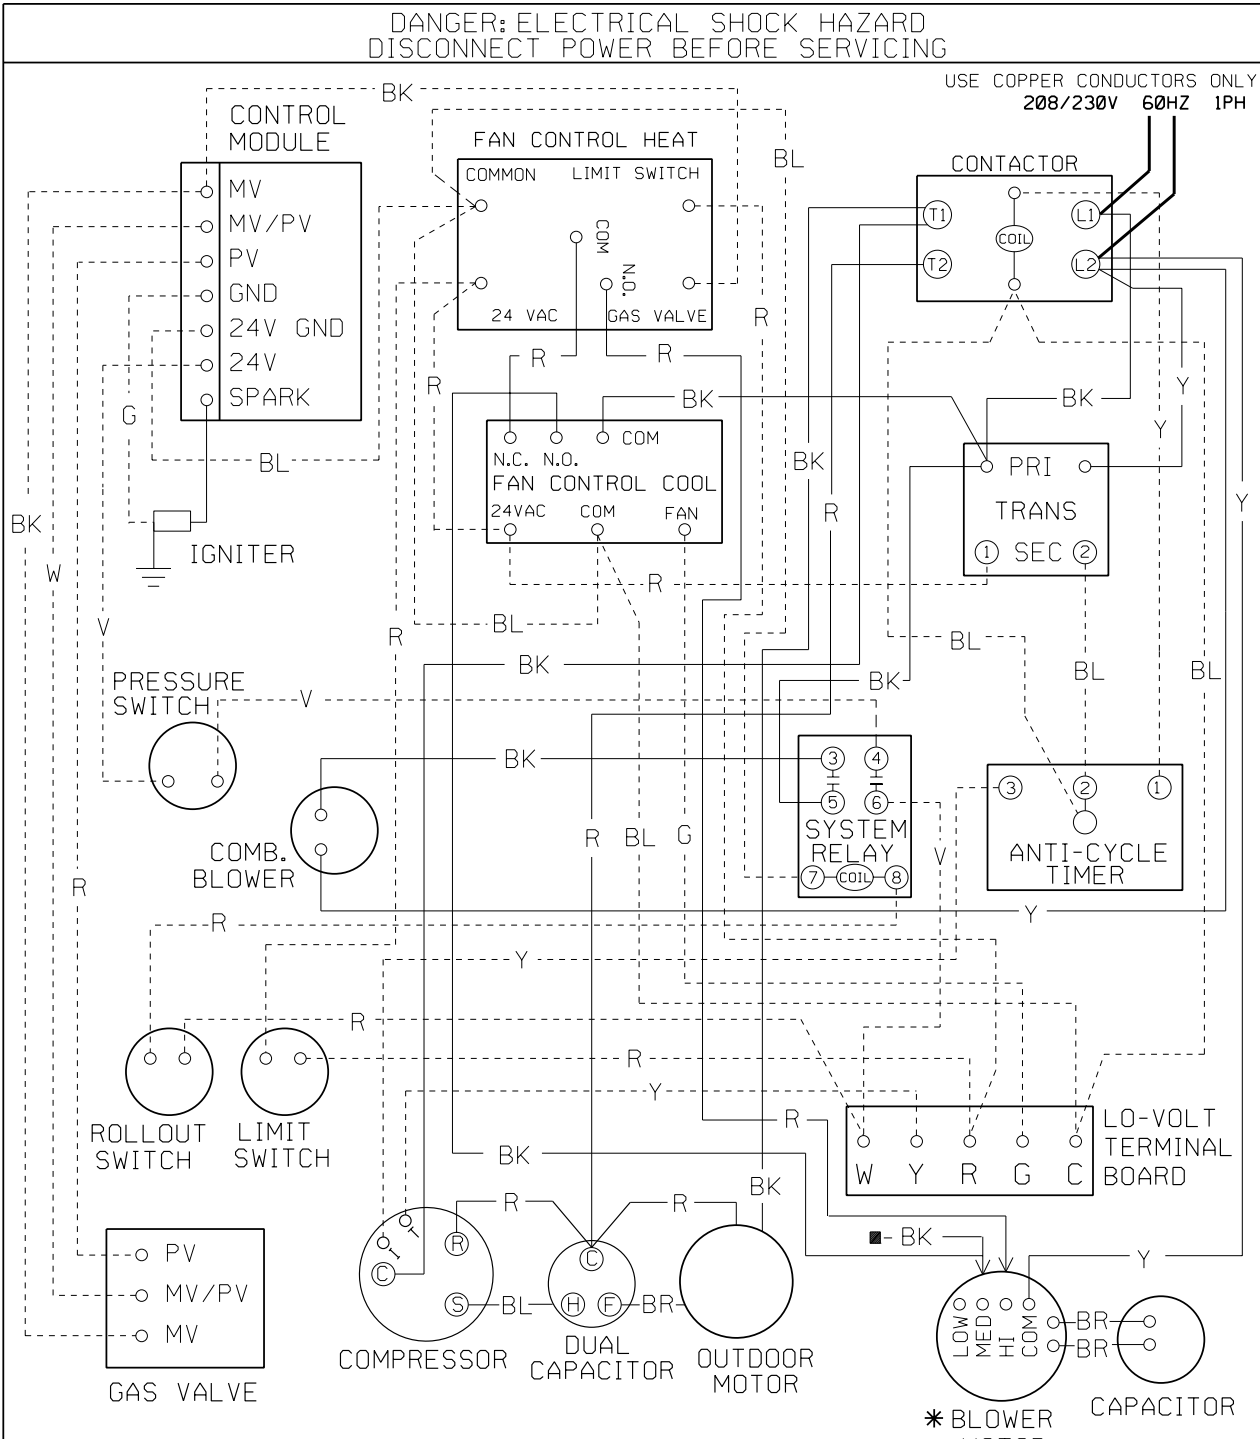 DANGER: ELECTRICAL SHOCK HAZARD
DISCONNECT POWER BEFORE SERVICING
USE COPPER CONDUCTORS ONLY
208/230V 60HZ 1PH
BK
CONTROL
MODULE
MV
MV/PV
PV
GND
24V GND
24V
SPARK
FAN CONTROL HEAT
COMMON
LIMIT SWITCH
COM
N.O.
24 VAC
GAS VALVE
BL
CONTACTOR
T1
T2
COIL
L1
L2
R
R
R
R
BK
BK
Y
Y
G
BL
COM
N.C. N.O.
FAN CONTROL COOL
24VAC
COM
FAN
BK
R
PRI
TRANS
1 SEC 2
Y
BK
IGNITER
W
V
R
R
BL
BK
BK
BL
BL
BL
PRESSURE
SWITCH
V
BK
3
4
5
6
SYSTEM
RELAY
7
COIL
8
V
3
2
1
ANTI-CYCLE
TIMER
COMB.
BLOWER
R
BL
G
R
Y
R
Y
R
R
Y
ROLLOUT
SWITCH
LIMIT
SWITCH
R
BK
BK
LO-VOLT
TERMINAL
BOARD
W
Y
R
G
C
PV
MV/PV
MV
GAS VALVE
R
R
I
T
R
C
S
COMPRESSOR
BL
C
H
F
BR
DUAL
CAPACITOR
OUTDOOR
MOTOR
BK
Y
LOW
MED
HI
COM
BR
BR
CAPACITOR
* BLOWER
MOTOR